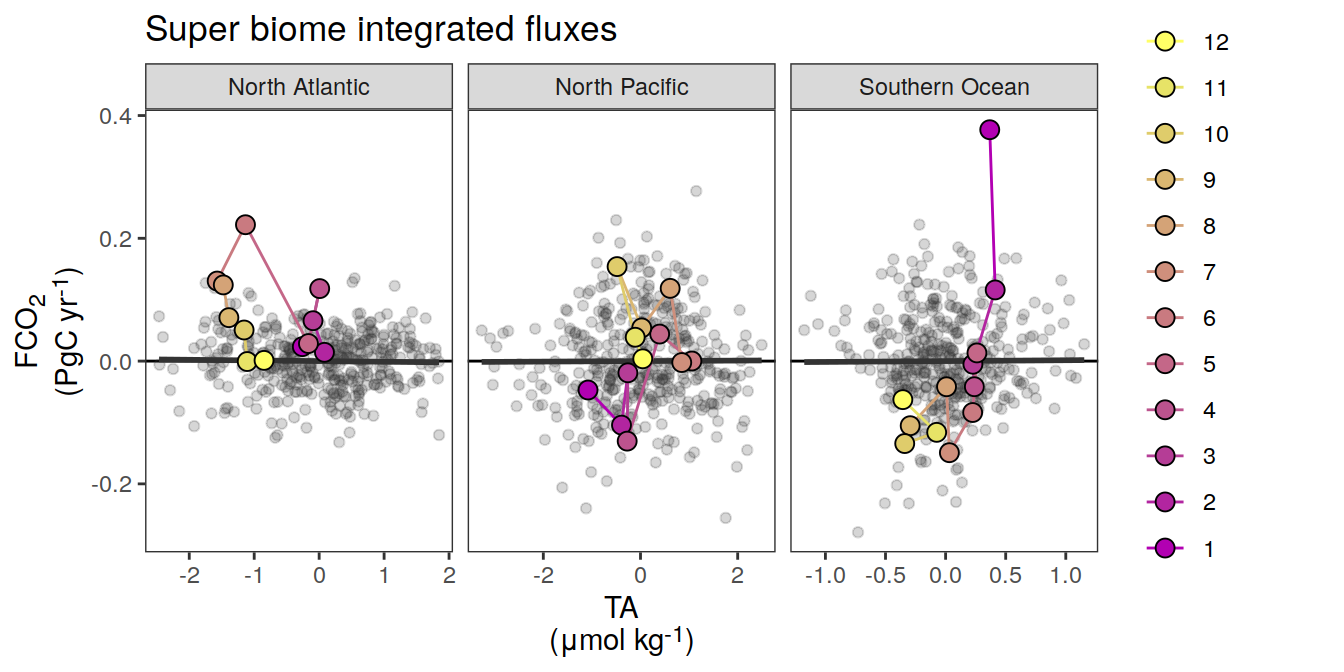 Super biome integrated fluxes
North Atlantic
North Pacific
Southern Ocean
FCO₂
(PgC yr⁻¹)
0.4
0.2
0.0
-0.2
-2 -1 0 1 2
-2 0 2
-1.0 -0.5 0.0 0.5 1.0
TA
(μmol kg⁻¹)
12
11
10
9
8
7
6
5
4
3
2
1